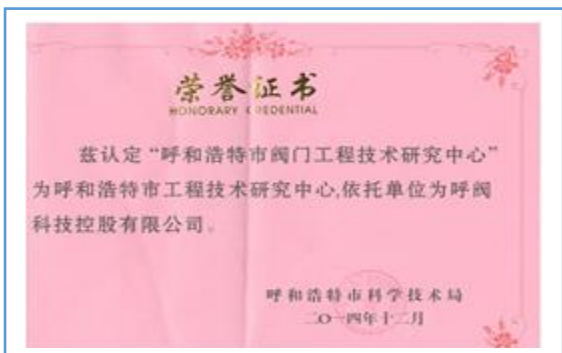 荣誉证书
HONORARY CREDENTIAL
兹认定“呼和浩特市阀门工程技术研究中心”
为呼和浩特市工程技术研究中心,依托单位为呼阀
科技控股有限公司。
呼和浩特市科学技术局
二〇一四年十二月